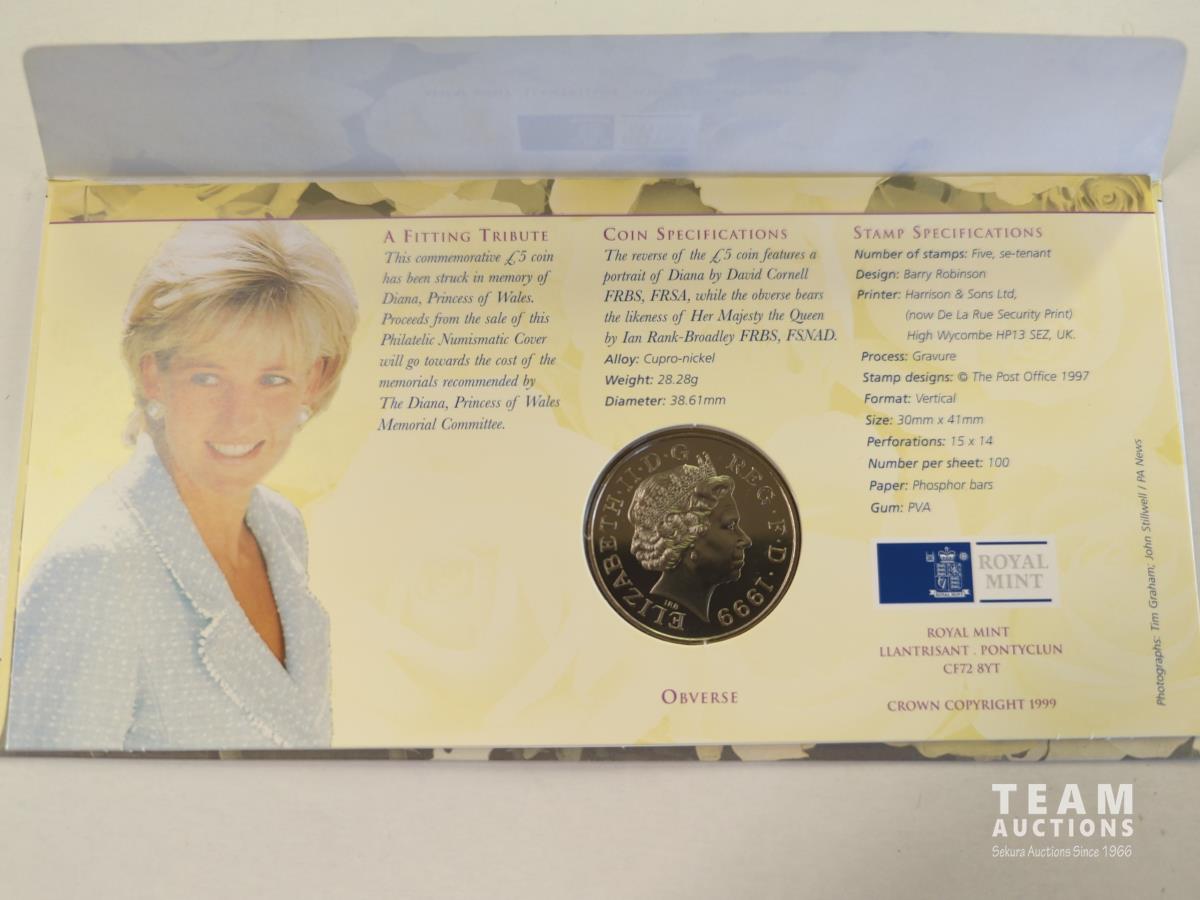 A FITTING TRIBUTE
This commemorative £5 coin
has been struck in memory of
Diana, Princess of Wales.
Proceeds from the sale of this
Philatelic Numismatic Cover
will go towards the cost of the
memorials recommended by
The Diana, Princess of Wales
Memorial Committee.
COIN SPECIFICATIONS
The reverse of the £5 coin features a
portrait of Diana by David Cornell
FRBS, FRSA, while the obverse bears
the likeness of Her Majesty the Queen
by Ian Rank-Broadley FRBS, FSNAD.
Alloy: Cupro-nickel
Weight: 28.28g
Diameter: 38.61mm
ELIZABETH·II·D·G REG·F·D·1999
IRB
OBVERSE
STAMP SPECIFICATIONS
Number of stamps: Five, se-tenant
Design: Barry Robinson
Printer: Harrison & Sons Ltd,
(now De La Rue Security Print)
High Wycombe HP13 SEZ, UK.
Process: Gravure
Stamp designs: © The Post Office 1997
Format: Vertical
Size: 30mm x 41mm
Perforations: 15 x 14
Number per sheet: 100
Paper: Phosphor bars
Gum: PVA
ROYAL MINT
ROYAL
MINT
ROYAL MINT
LLANTRISANT . PONTYCLUN
CF72 8YT
CROWN COPYRIGHT 1999
Photographs: Tim Graham; John Stillwell / PA News
TEAM
AUCTIONS
Sekura Auctions Since 1966